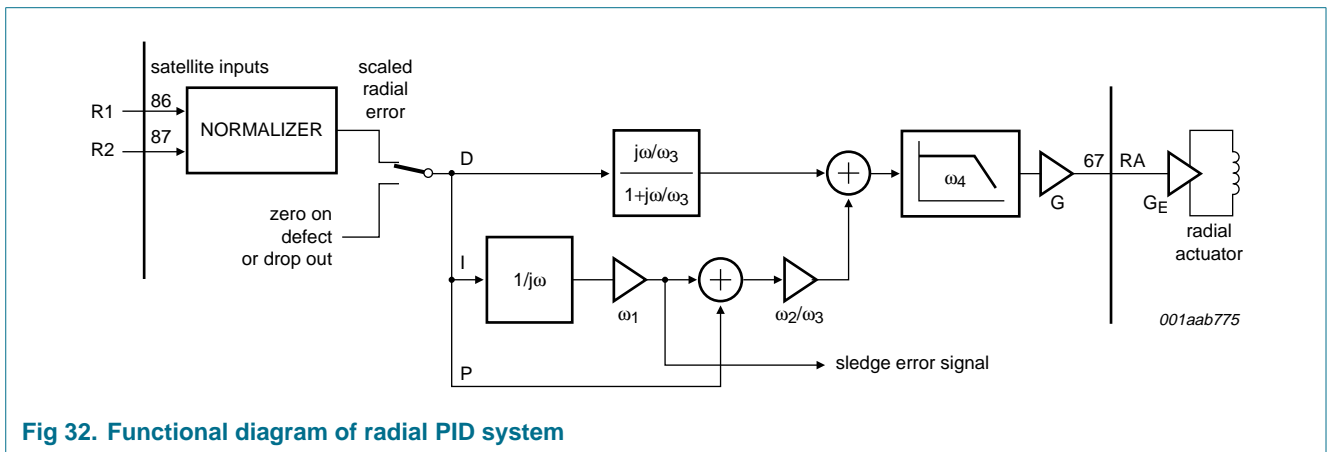 satellite inputs
R1
86
R2
87
NORMALIZER
scaled
radial
error
zero on
defect
or drop out
D
jω/ω3
1+jω/ω3
I
1/jω
ω1
ω2/ω3
P
sledge error signal
ω4
G
67
RA
GE
radial
actuator
001aab775
Fig 32. Functional diagram of radial PID system